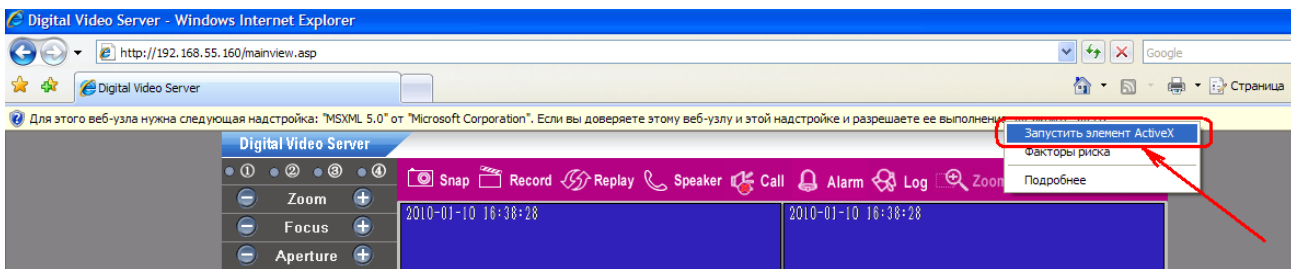 Digital Video Server - Windows Internet Explorer
http://192.168.55.160/mainview.asp
Google
Digital Video Server
Страница
Для этого веб-узла нужна следующая надстройка: "MSXML 5.0" от "Microsoft Corporation". Если вы доверяете этому веб-узлу и этой надстройке и разрешаете ее выполнение,
Запустить элемент ActiveX
Факторы риска
Подробнее
Digital Video Server
① ② ③ ④
Snap Record Replay Speaker Call Alarm Log Zoom
Zoom
Focus
Aperture
2010-01-10 16:38:28
2010-01-10 16:38:28